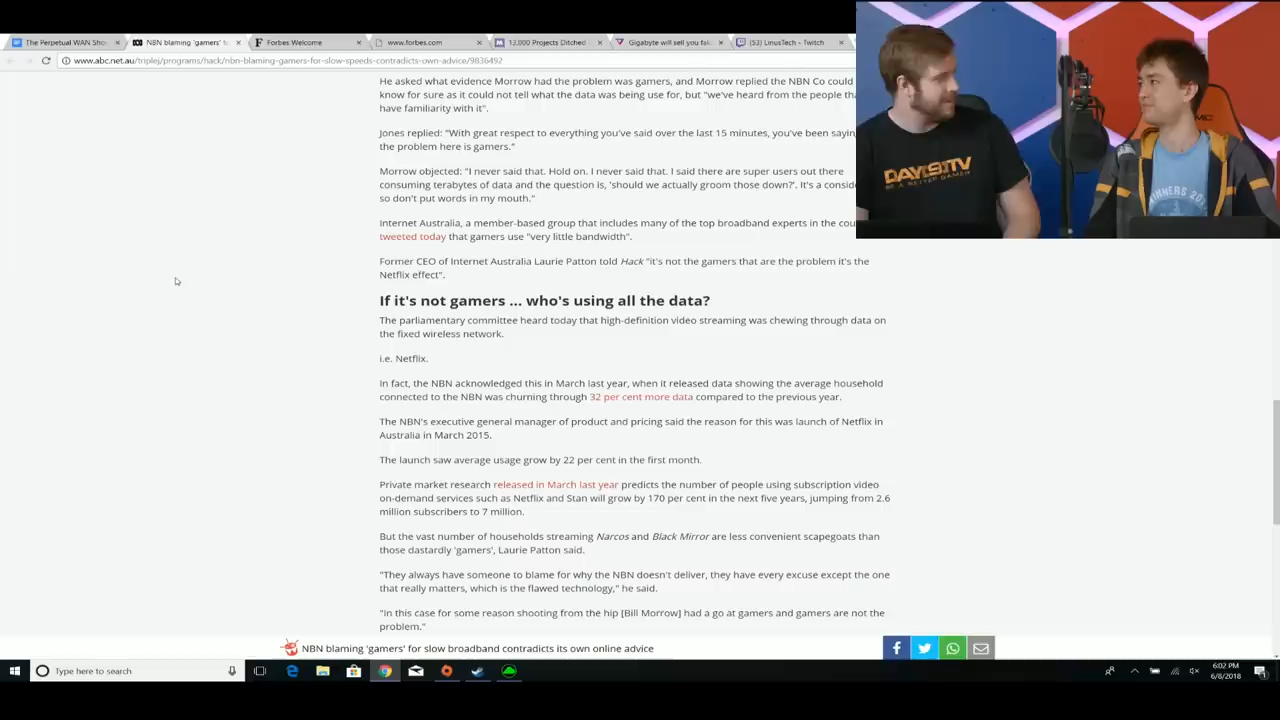 The Perpetual WAN Sho
NBN blaming 'gamers' fo
Forbes Welcome
www.forbes.com
13,000 Projects Ditched
Gigabyte will sell you fak
(53) LinusTech - Twitch
www.abc.net.au/triplej/programs/hack/nbn-blaming-gamers-for-slow-speeds-contradicts-own-advice/9836492
He asked what evidence Morrow had the problem was gamers, and Morrow replied the NBN Co could
know for sure as it could not tell what the data was being use for, but "we've heard from the people tha
have familiarity with it".
Jones replied: "With great respect to everything you've said over the last 15 minutes, you've been sayin
the problem here is gamers."
Morrow objected: "I never said that. Hold on. I never said that. I said there are super users out there
consuming terabytes of data and the question is, 'should we actually groom those down?'. It's a consid
so don't put words in my mouth."
Internet Australia, a member-based group that includes many of the top broadband experts in the cou
tweeted today that gamers use "very little bandwidth".
Former CEO of Internet Australia Laurie Patton told Hack "it's not the gamers that are the problem it's the
Netflix effect".
If it's not gamers ... who's using all the data?
The parliamentary committee heard today that high-definition video streaming was chewing through data on
the fixed wireless network.
i.e. Netflix.
In fact, the NBN acknowledged this in March last year, when it released data showing the average household
connected to the NBN was churning through 32 per cent more data compared to the previous year.
The NBN's executive general manager of product and pricing said the reason for this was launch of Netflix in
Australia in March 2015.
The launch saw average usage grow by 22 per cent in the first month.
Private market research released in March last year predicts the number of people using subscription video
on-demand services such as Netflix and Stan will grow by 170 per cent in the next five years, jumping from 2.6
million subscribers to 7 million.
But the vast number of households streaming Narcos and Black Mirror are less convenient scapegoats than
those dastardly 'gamers', Laurie Patton said.
"They always have someone to blame for why the NBN doesn't deliver, they have every excuse except the one
that really matters, which is the flawed technology," he said.
"In this case for some reason shooting from the hip [Bill Morrow] had a go at gamers and gamers are not the
problem."
NBN blaming 'gamers' for slow broadband contradicts its own online advice
Type here to search
6:02 PM
6/8/2018
DAY[9]TV
BE A BETTER GAMER